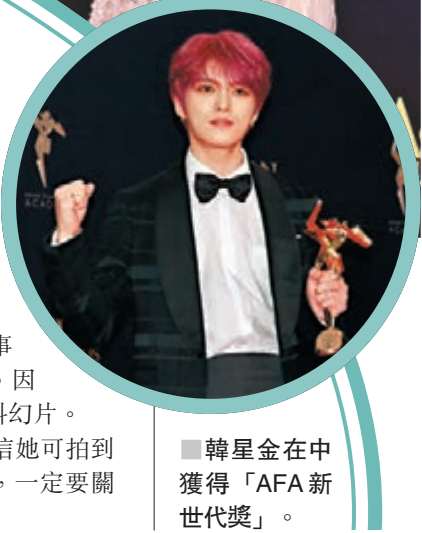 事
，因
科幻片。
信她可拍到
，一定要關
■韓星金在中
獲得「AFA新
世代獎」。